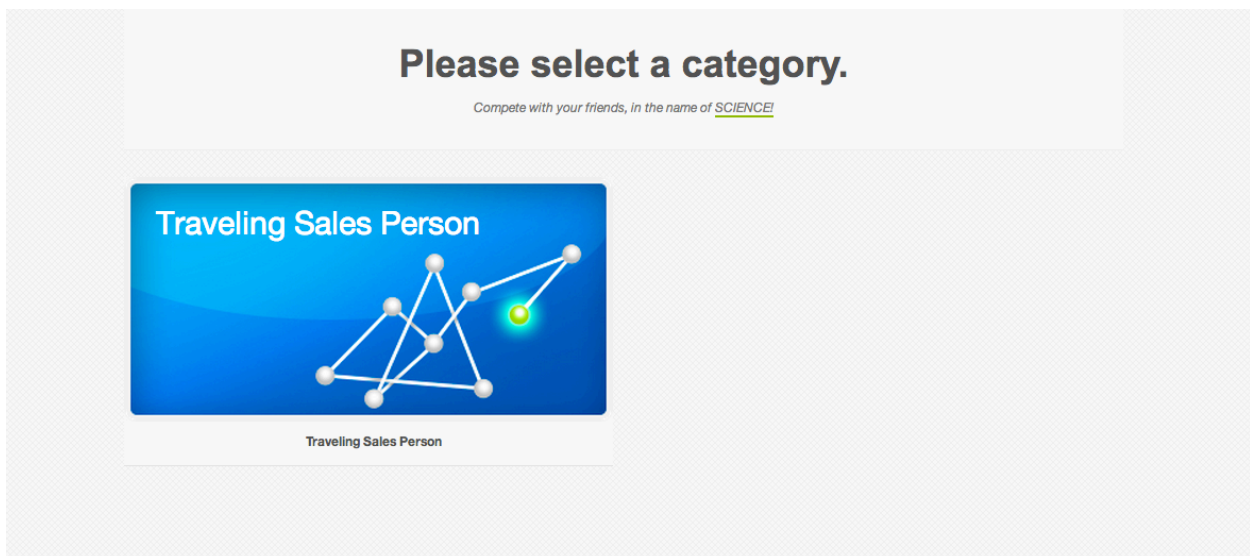 Please select a category.
Compete with your friends, in the name of SCIENCE!
Traveling Sales Person
Traveling Sales Person